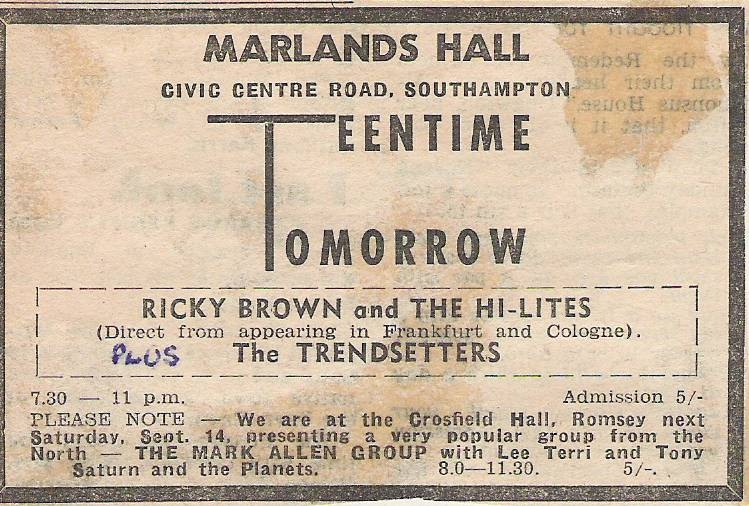 MARLANDS HALL
CIVIC CENTRE ROAD, SOUTHAMPTON
TEENTIME
TOMORROW
RICKY BROWN and THE HI-LITES
(Direct from appearing in Frankfurt and Cologne).
PLUS The TRENDSETTERS
7.30 — 11 p.m. Admission 5/-
PLEASE NOTE — We are at the Crosfield Hall, Romsey next
Saturday, Sept. 14, presenting a very popular group from the
North — THE MARK ALLEN GROUP with Lee Terri and Tony
Saturn and the Planets. 8.0—11.30. 5/-.